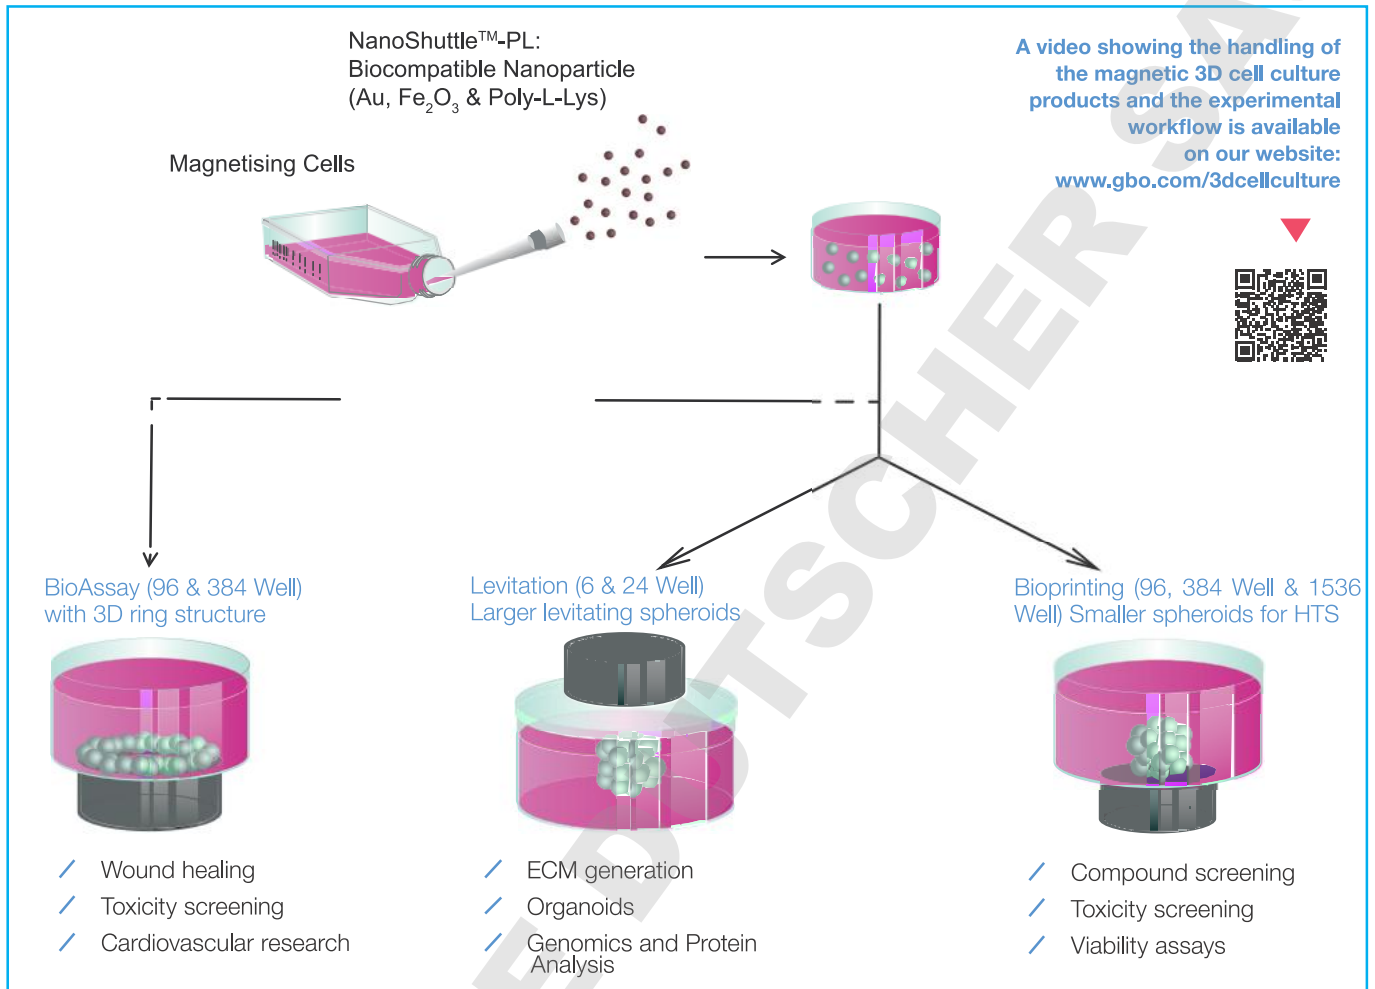 NanoShuttle™-PL:
Biocompatible Nanoparticle
(Au, Fe₂O₃ & Poly-L-Lys)
Magnetising Cells
A video showing the handling of
the magnetic 3D cell culture
products and the experimental
workflow is available
on our website:
www.gbo.com/3dcellculture
BioAssay (96 & 384 Well)
with 3D ring structure
Wound healing
Toxicity screening
Cardiovascular research
Levitation (6 & 24 Well)
Larger levitating spheroids
ECM generation
Organoids
Genomics and Protein
Analysis
Bioprinting (96, 384 Well & 1536
Well) Smaller spheroids for HTS
Compound screening
Toxicity screening
Viability assays
DUTSCHER